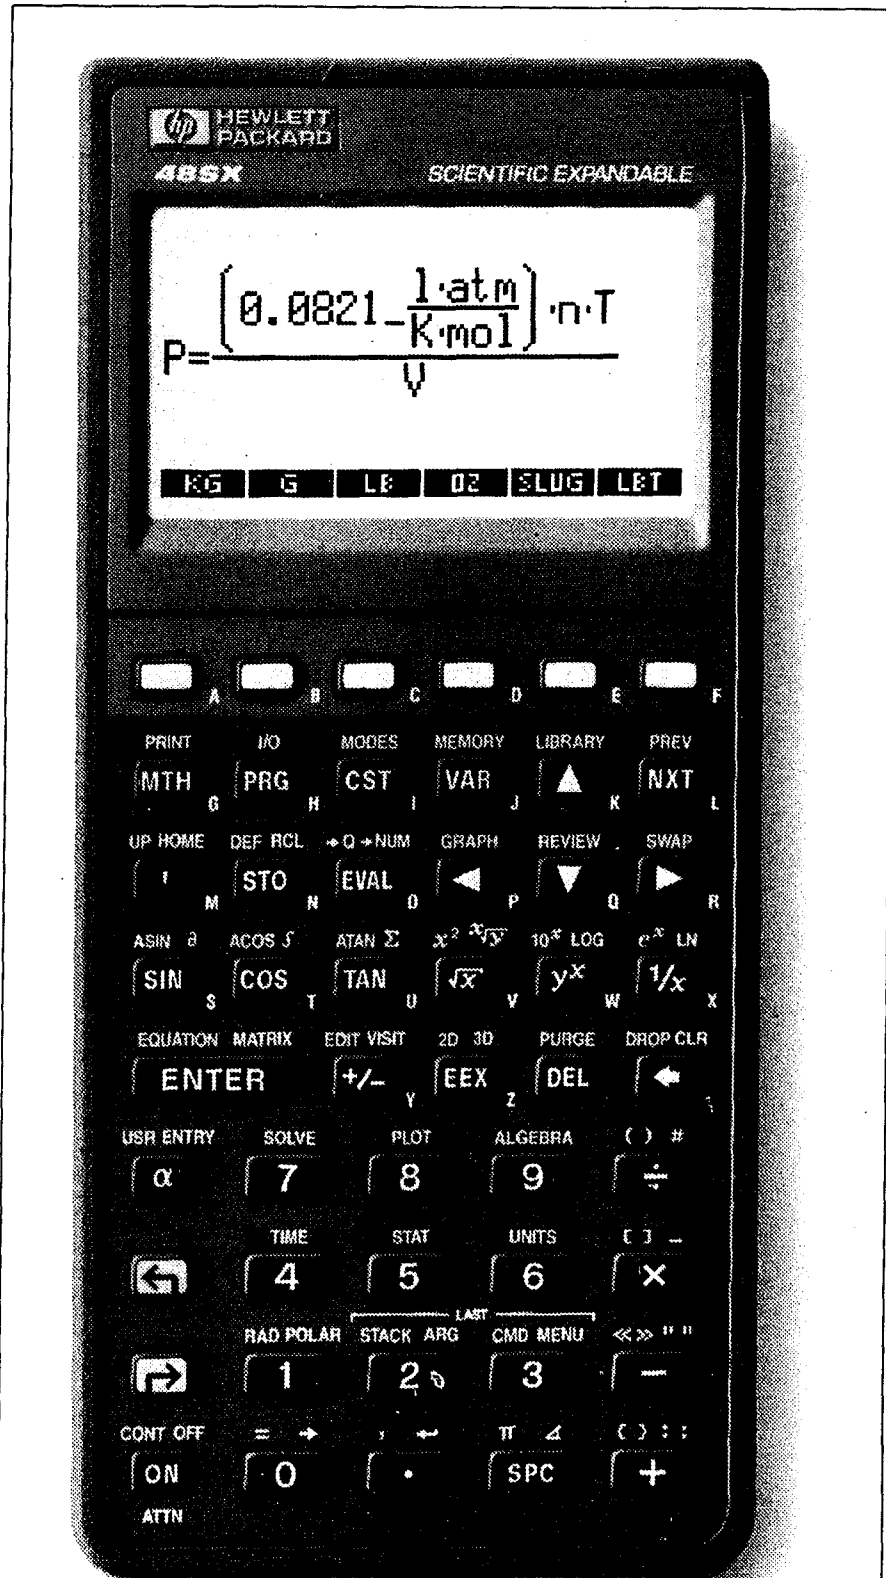 hp HEWLETT
PACKARD
48SX SCIENTIFIC EXPANDABLE
P=(0.0821_l·atm/K·mol)·n·T/V
KG G LB OZ SLUG LBT
A B C D E F
PRINT I/O MODES MEMORY LIBRARY PREV
MTH G PRG H CST I VAR J ▲ K NXT L
UP HOME DEF RCL →Q →NUM GRAPH REVIEW SWAP
' M STO N EVAL O ◀ P ▼ Q ▶ R
ASIN ∂ ACOS ∫ ATAN Σ x² ˣ√y 10ˣ LOG eˣ LN
SIN S COS T TAN U √x V yˣ W 1/x X
EQUATION MATRIX EDIT VISIT 2D 3D PURGE DROP CLR
ENTER +/- Y EEX Z DEL ←
USR ENTRY SOLVE PLOT ALGEBRA ( ) #
α 7 8 9 ÷
TIME STAT UNITS [ ] _
4 5 6 ×
LAST
RAD POLAR STACK ARG CMD MENU «» " "
1 2 3 −
CONT OFF = → , ↵ π ∡ { } : :
ON 0 . SPC +
ATTN